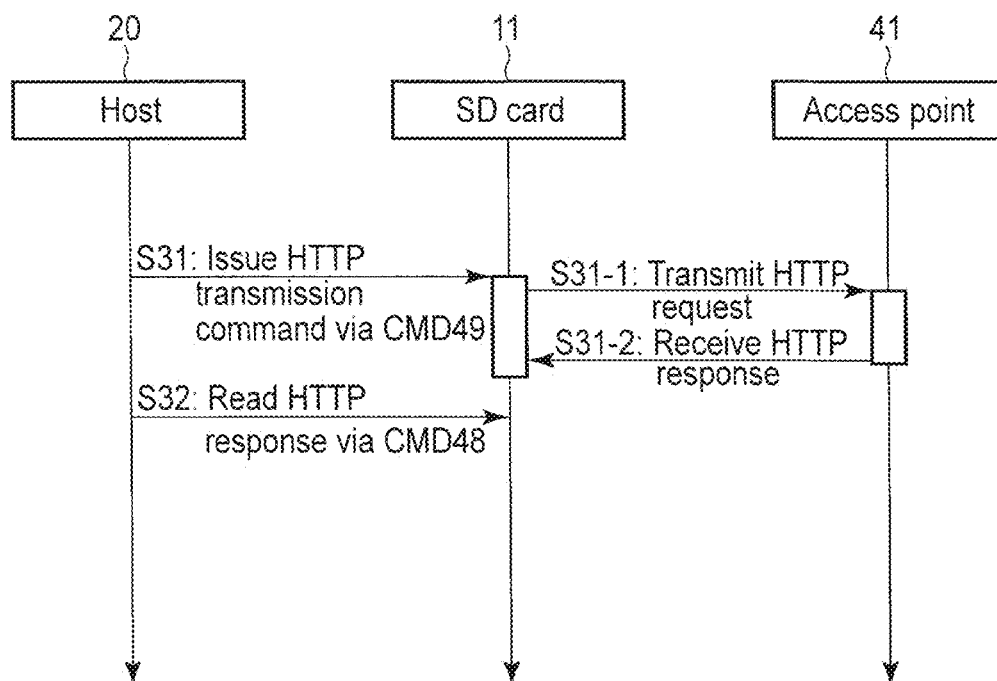 20
11
41
Host
SD card
Access point
S31: Issue HTTP
transmission
command via CMD49
S31-1: Transmit HTTP
request
S31-2: Receive HTTP
response
S32: Read HTTP
response via CMD48